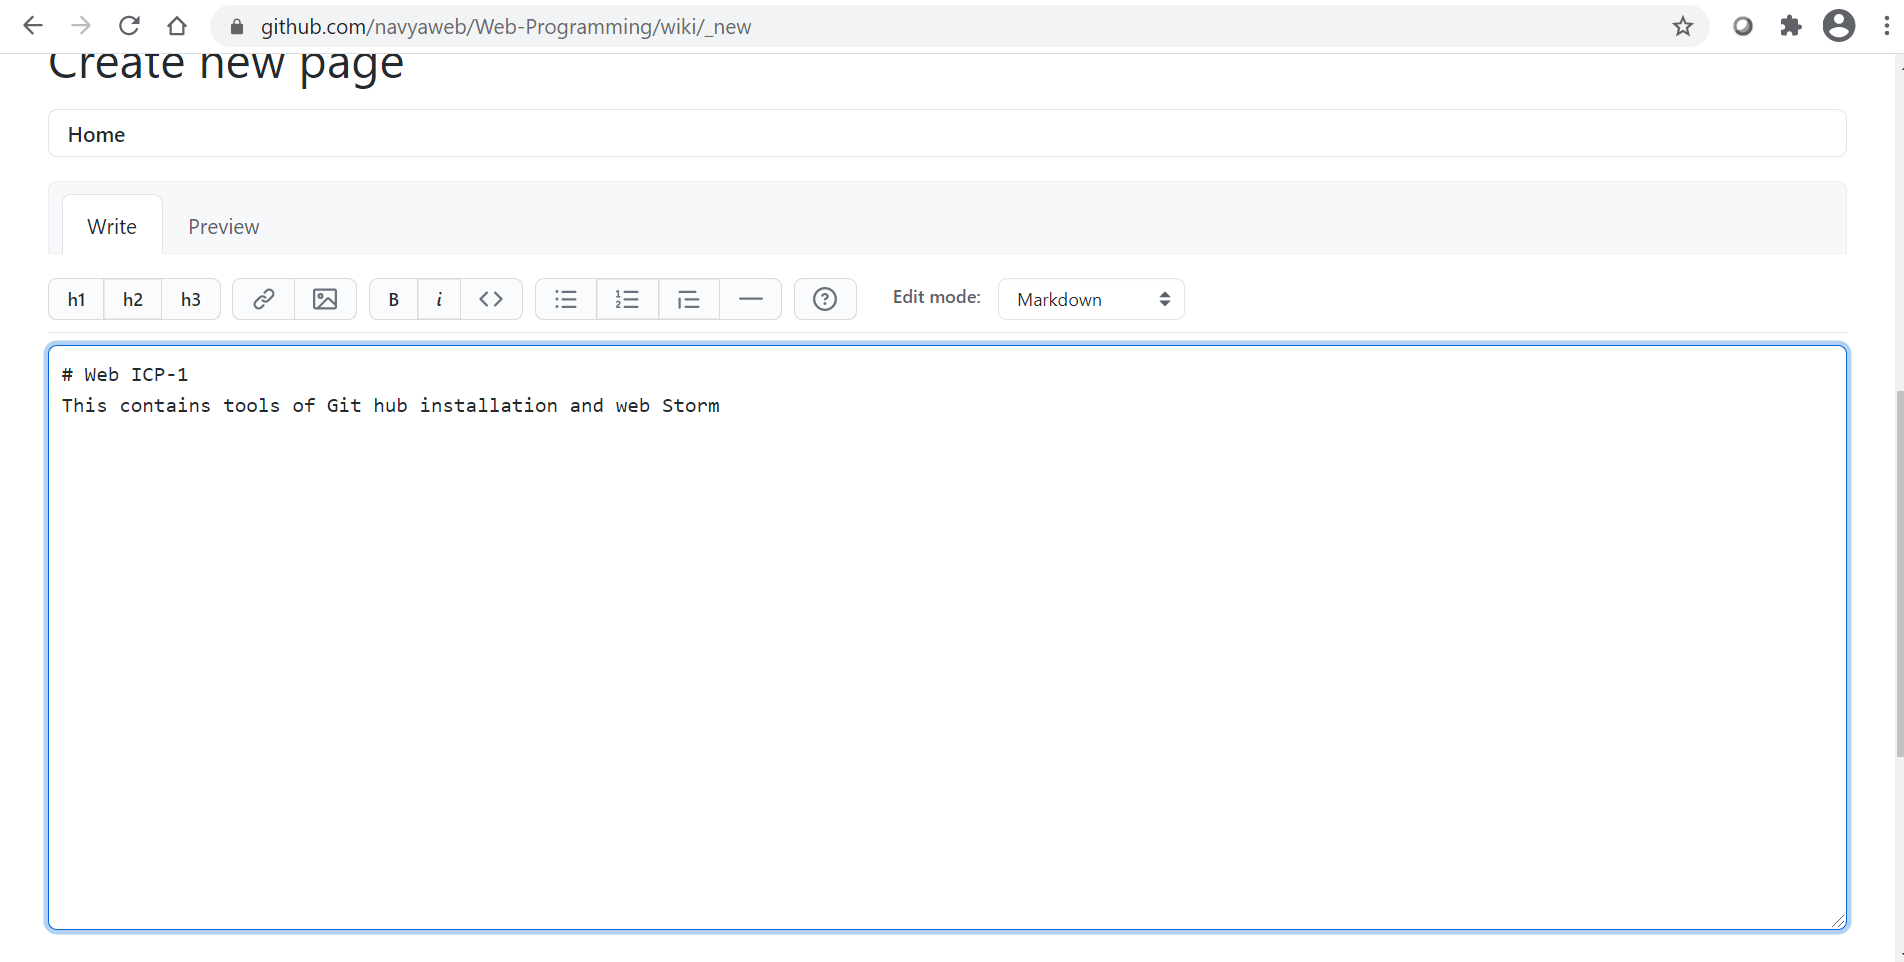 github.com/navyaweb/Web-Programming/wiki/_new
Create new page
Home
Write Preview
h1 h2 h3 B i Edit mode: Markdown
# Web ICP-1
This contains tools of Git hub installation and web Storm